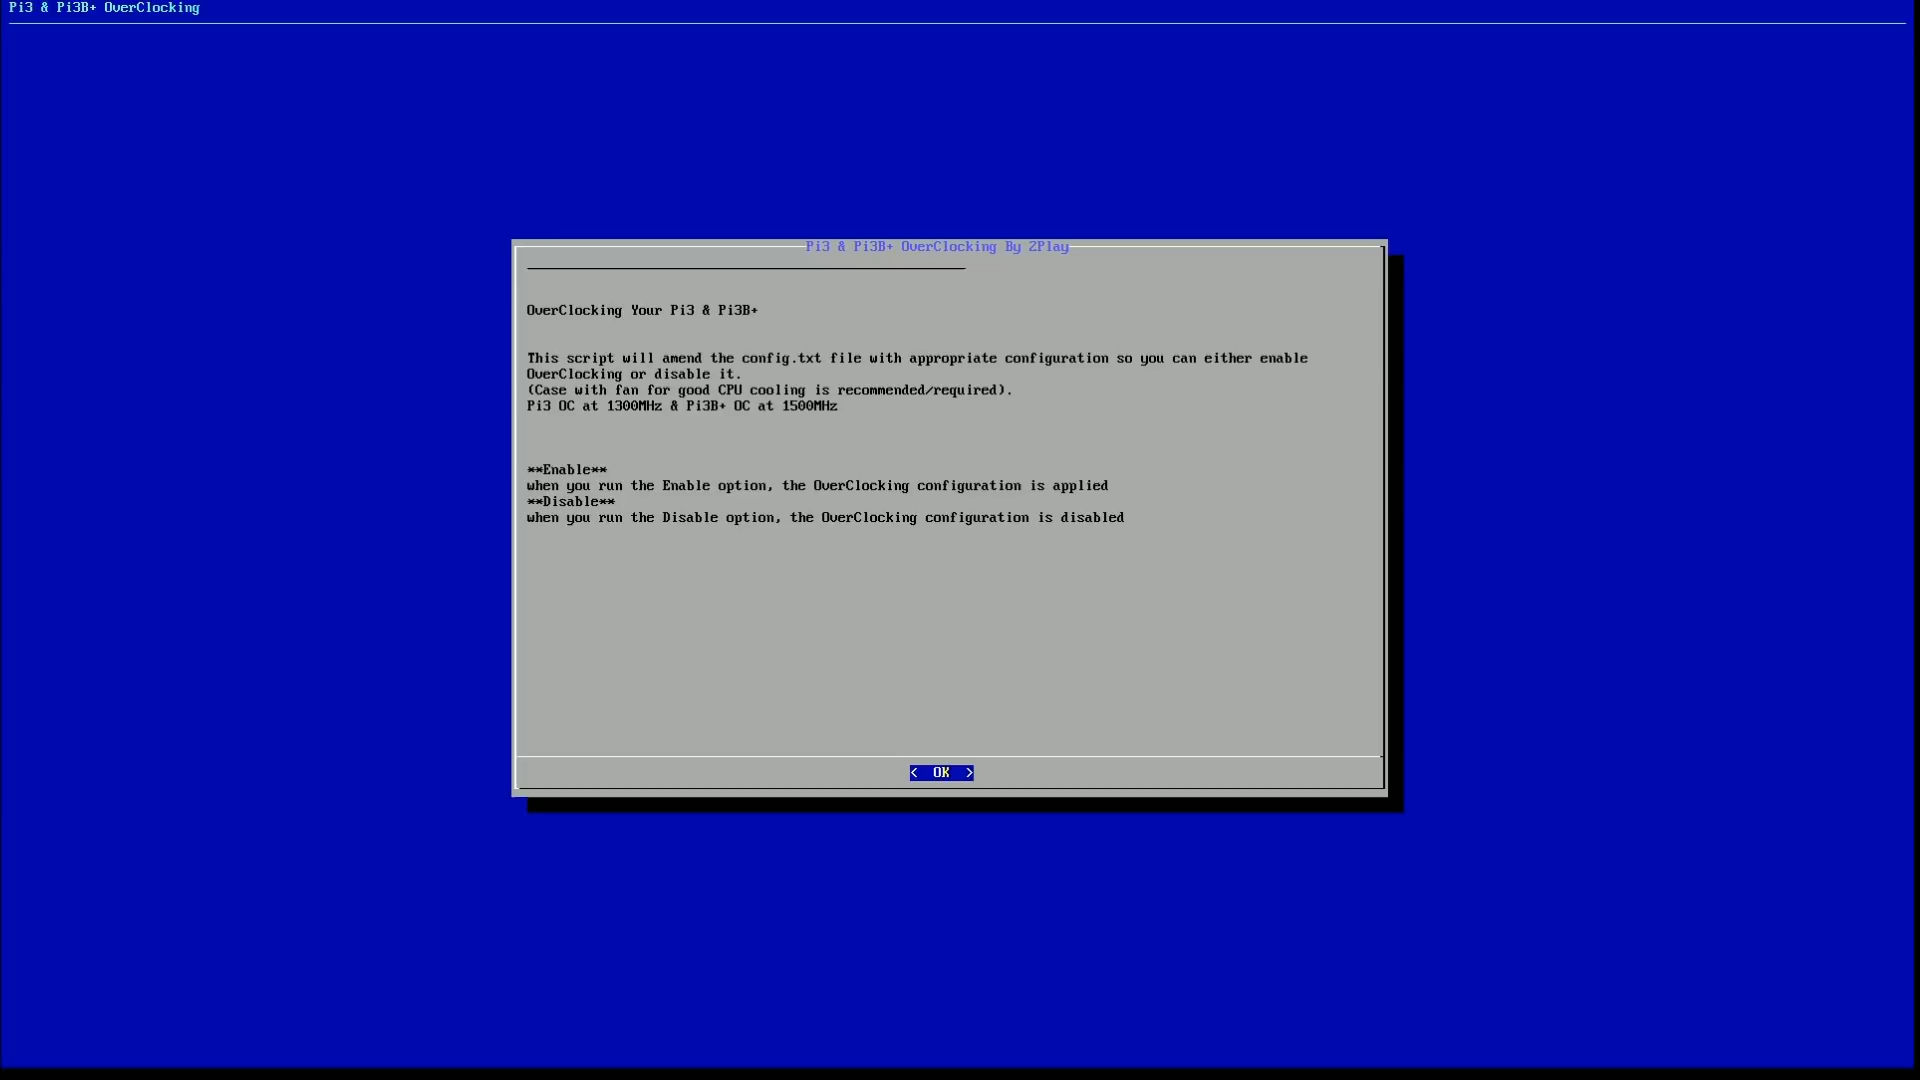 Pi3 & Pi3B+ OverClocking
Pi3 & Pi3B+ OverClocking By 2Play
OverClocking Your Pi3 & Pi3B+
This script will amend the config.txt file with appropriate configuration so you can either enable
OverClocking or disable it.
(Case with fan for good CPU cooling is recommended/required).
Pi3 OC at 1300MHz & Pi3B+ OC at 1500MHz
**Enable**
when you run the Enable option, the OverClocking configuration is applied
**Disable**
when you run the Disable option, the OverClocking configuration is disabled
< OK >